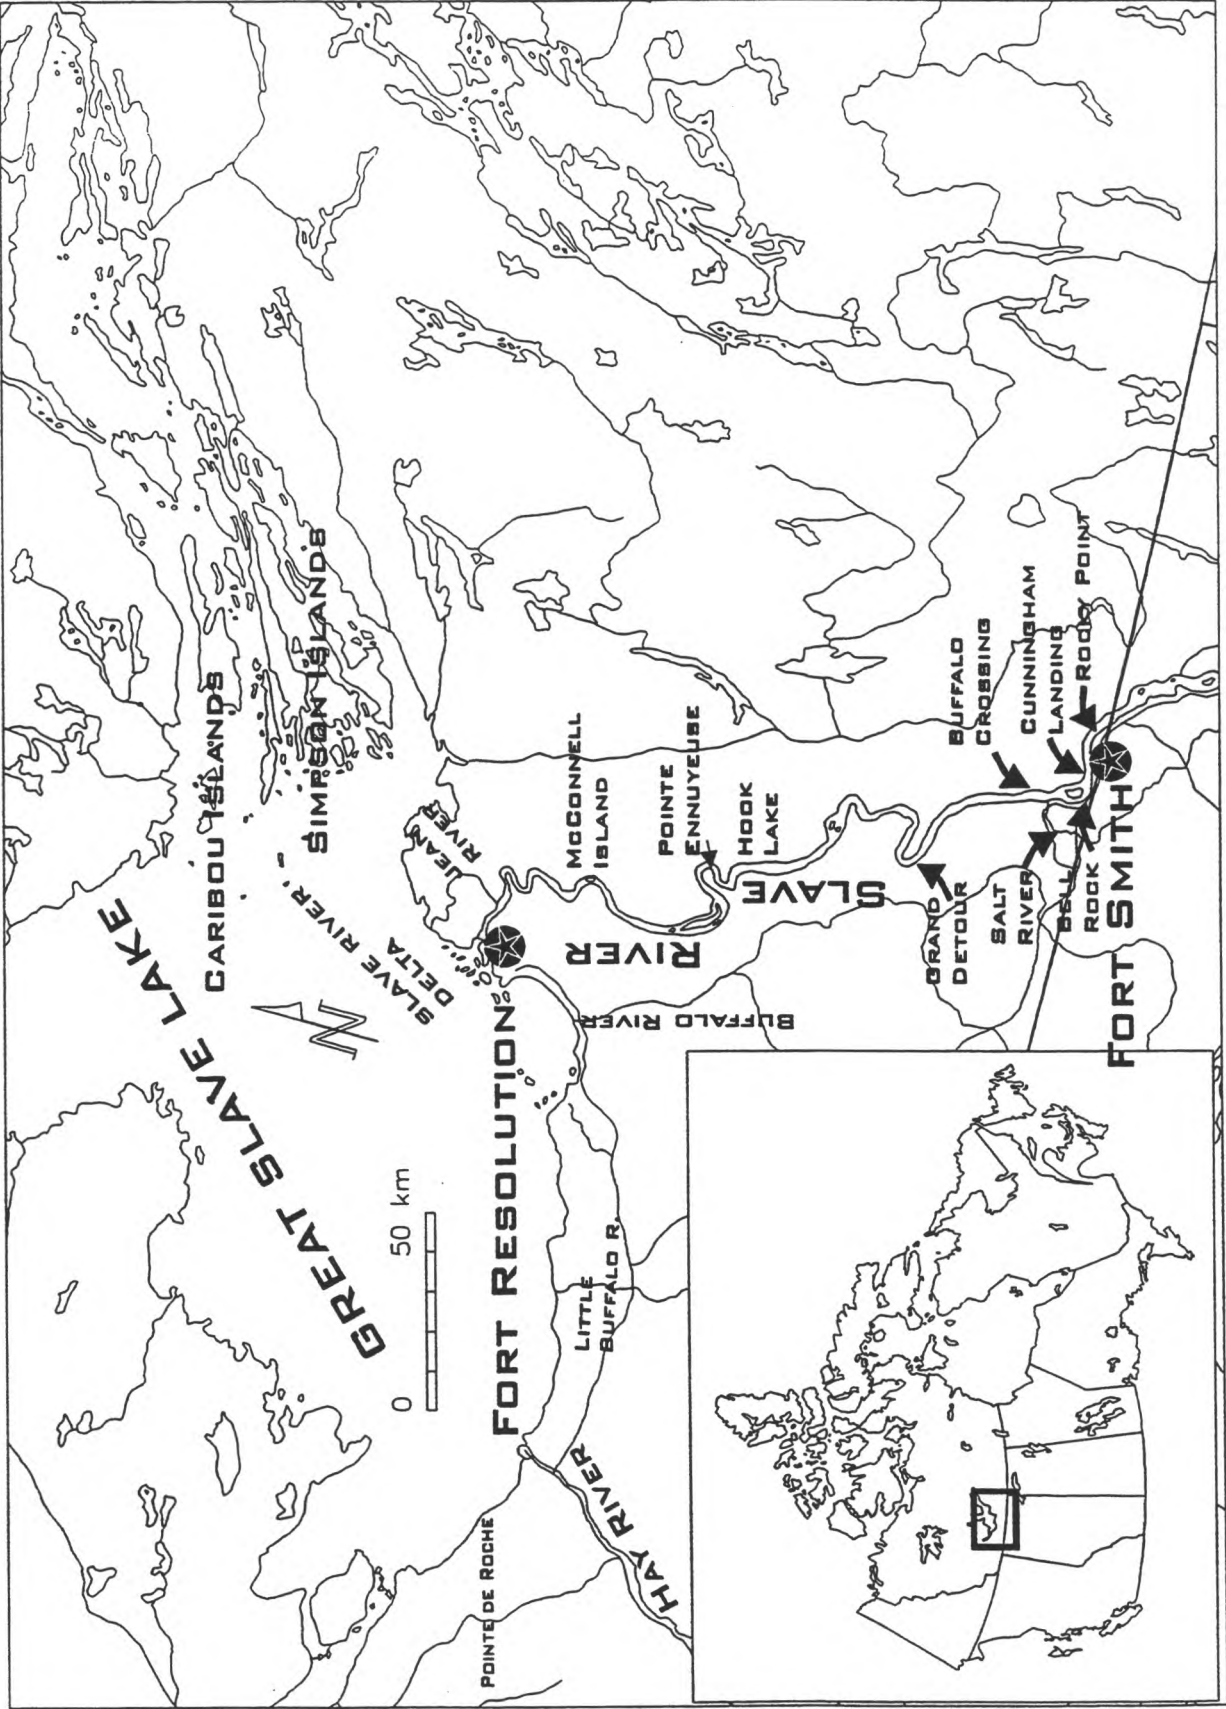 GREAT SLAVE LAKE
CARIBOU ISLANDS
SIMPSON ISLANDS
SLAVE RIVER
DELTA
JEAN
RIVER
N
0 50 km
FORT RESOLUTION
McCONNELL
ISLAND
POINTE
ENNUYEUSE
HOOK
LAKE
SLAVE
RIVER
BUFFALO RIVER
LITTLE
BUFFALO R.
HAY RIVER
POINTE DE ROCHE
BUFFALO
CROSSING
CUNNINGHAM
LANDING
ROCKY POINT
GRAND
DETOUR
SALT
RIVER
BELL
ROCK
FORT SMITH